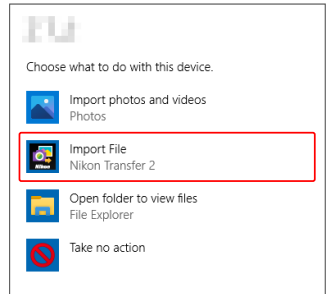 Choose what to do with this device.
Import photos and videos
Photos
Import File
Nikon Transfer 2
Open folder to view files
File Explorer
Take no action